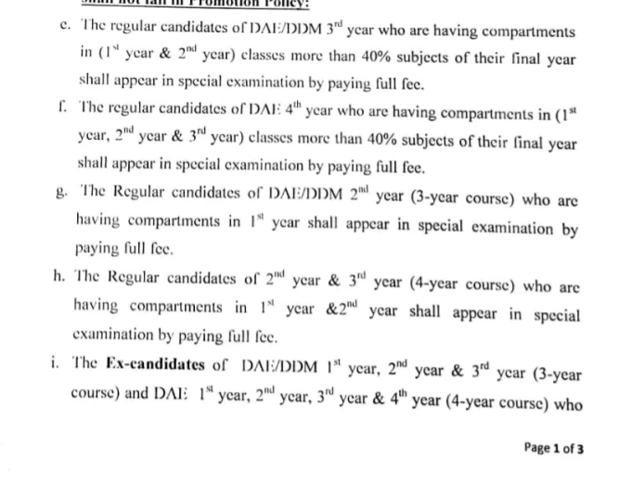 shall not fall in Promotion Policy:
e. The regular candidates of DAE/DDM 3rd year who are having compartments
in (1st year & 2nd year) classes more than 40% subjects of their final year
shall appear in special examination by paying full fee.
f. The regular candidates of DAE 4th year who are having compartments in (1st
year, 2nd year & 3rd year) classes more than 40% subjects of their final year
shall appear in special examination by paying full fee.
g. The Regular candidates of DAE/DDM 2nd year (3-year course) who are
having compartments in 1st year shall appear in special examination by
paying full fee.
h. The Regular candidates of 2nd year & 3rd year (4-year course) who are
having compartments in 1st year &2nd year shall appear in special
examination by paying full fee.
i. The Ex-candidates of DAE/DDM 1st year, 2nd year & 3rd year (3-year
course) and DAE 1st year, 2nd year, 3rd year & 4th year (4-year course) who
Page 1 of 3